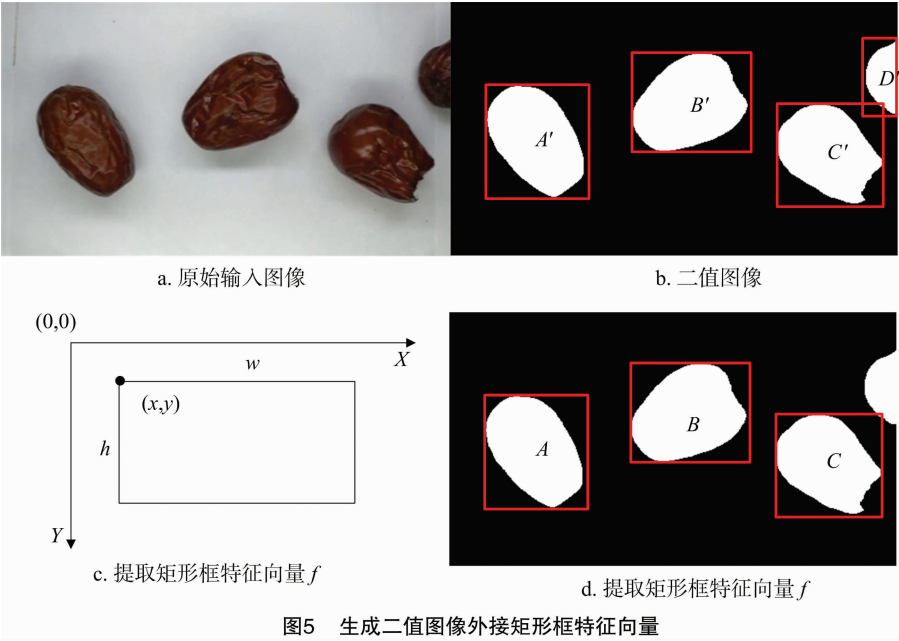 A′
B′
C′
D′
a. 原始输入图像
b. 二值图像
(0,0)
X
w
(x,y)
h
Y
c. 提取矩形框特征向量 f
A
B
C
d. 提取矩形框特征向量 f
图5 生成二值图像外接矩形框特征向量